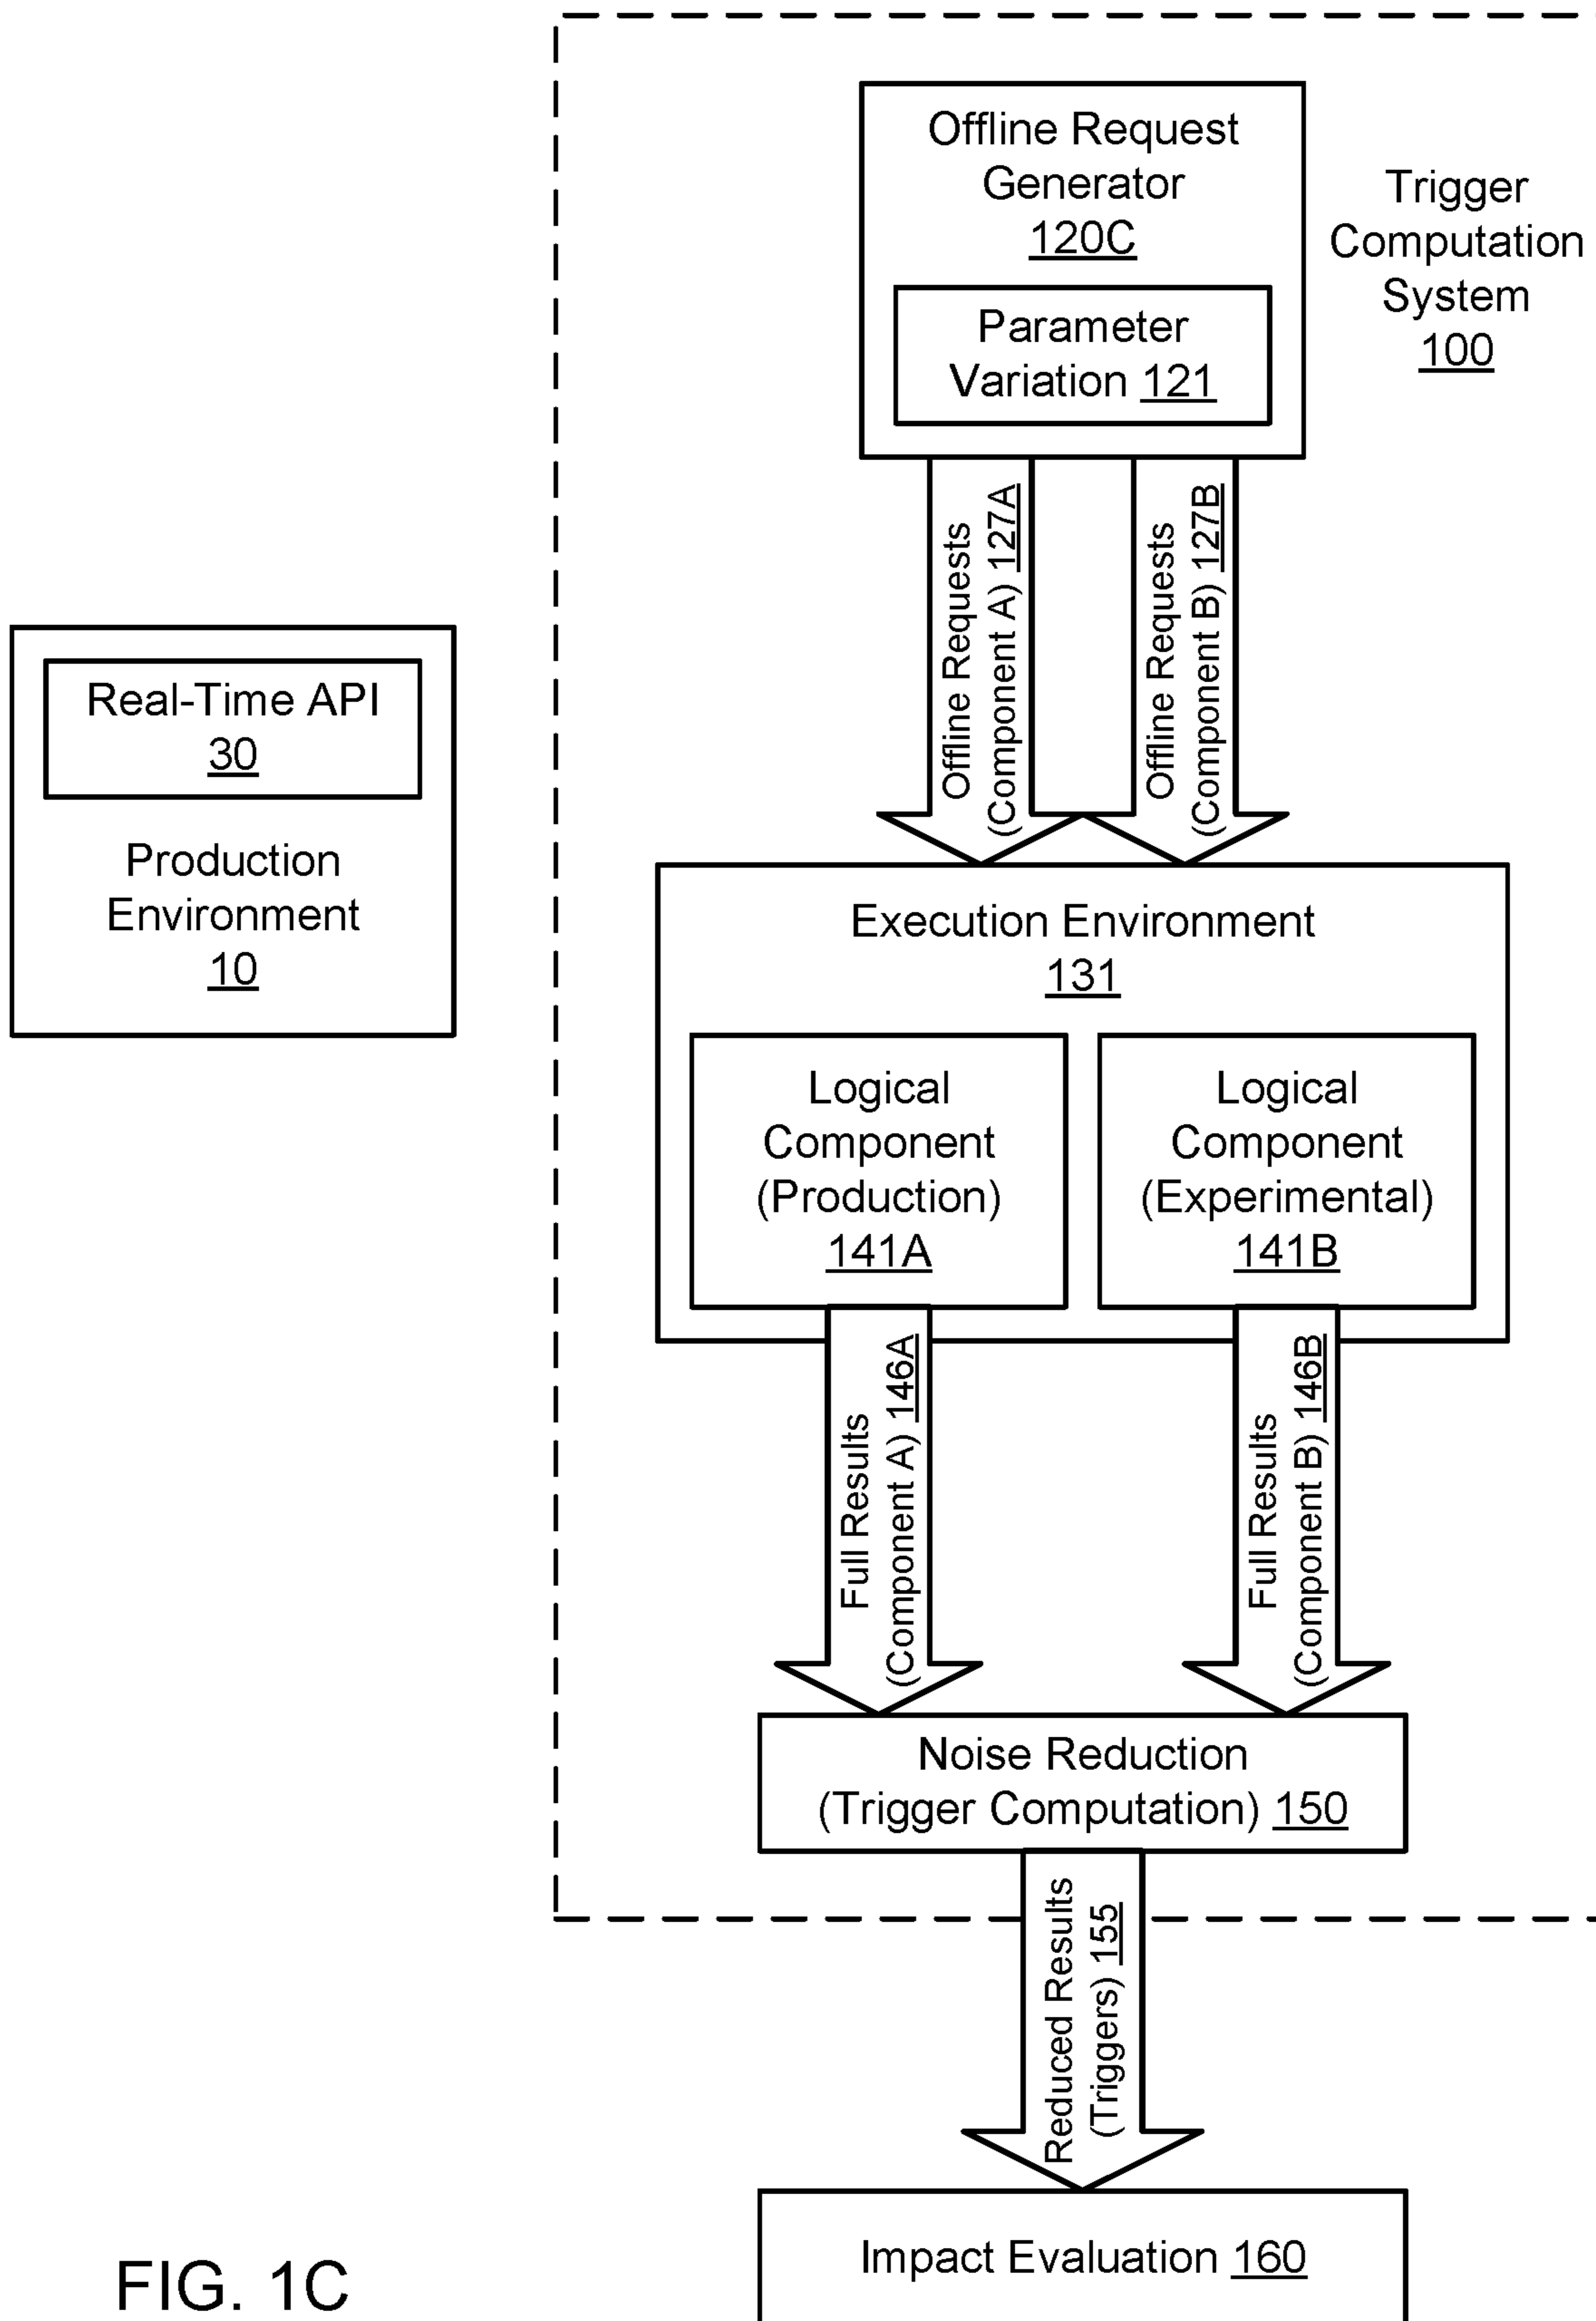 Offline Request
Generator
120C
Parameter
Variation 121
Trigger
Computation
System
100
Offline Requests
(Component A) 127A
Offline Requests
(Component B) 127B
Real-Time API
30
Production
Environment
10
Execution Environment
131
Logical
Component
(Production)
141A
Logical
Component
(Experimental)
141B
Full Results
(Component A) 146A
Full Results
(Component B) 146B
Noise Reduction
(Trigger Computation) 150
Reduced Results
(Triggers) 155
Impact Evaluation 160
FIG. 1C